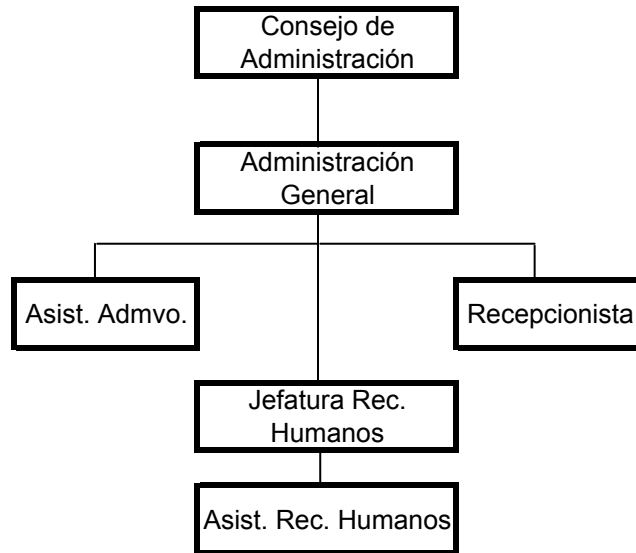 Consejo de
Administración
Administración
General
Asist. Admvo.
Recepcionista
Jefatura Rec.
Humanos
Asist. Rec. Humanos